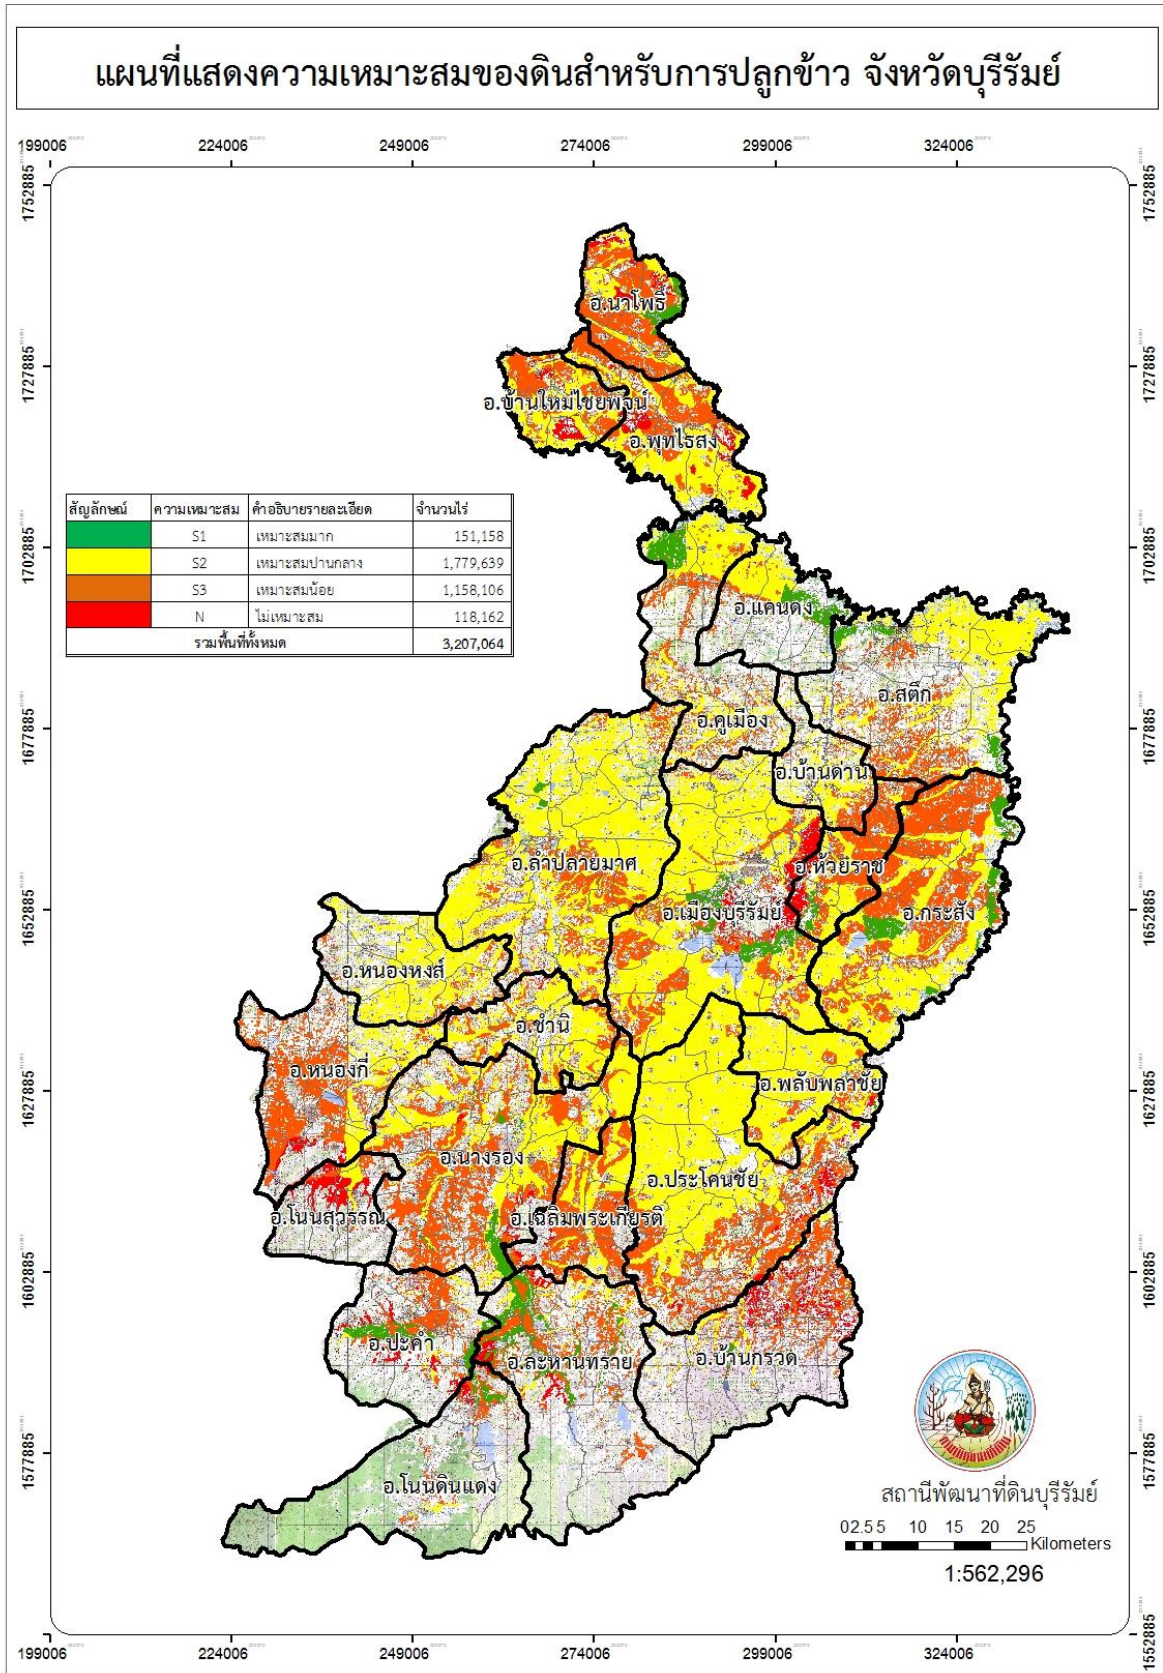 แผนที่แสดงความเหมาะสมของดินสำหรับการปลูกข้าว จังหวัดบุรีรัมย์
199006 224006 249006 274006 299006 324006
1752885 1752885
1727885 1727885
1702885 1702885
1677885 1677885
1652885 1652885
1627885 1627885
1602885 1602885
1577885 1577885
1552885
อ.นาโพธิ์
อ.บ้านใหม่ไชยพจน์
อ.พุทไธสง
สัญลักษณ์ ความเหมาะสม คำอธิบายรายละเอียด จำนวนไร่
S1 เหมาะสมมาก 151,158
S2 เหมาะสมปานกลาง 1,779,639
S3 เหมาะสมน้อย 1,158,106
N ไม่เหมาะสม 118,162
รวมพื้นที่ทั้งหมด 3,207,064
อ.แคนดง
อ.สตึก
อ.คูเมือง
อ.บ้านด่าน
อ.ลำปลายมาศ
อ.ห้วยราช
อ.เมืองบุรีรัมย์
อ.กระสัง
อ.หนองหงส์
อ.ชำนิ
อ.หนองกี่
อ.พลับพลาชัย
อ.นางรอง
อ.ประโคนชัย
อ.โนนสุวรรณ
อ.เฉลิมพระเกียรติ
อ.ปะคำ
อ.ละหานทราย
อ.บ้านกรวด
อ.โนนดินแดง
สถานีพัฒนาที่ดินบุรีรัมย์
0 2.5 5 10 15 20 25
Kilometers
1:562,296
199006 224006 249006 274006 299006 324006